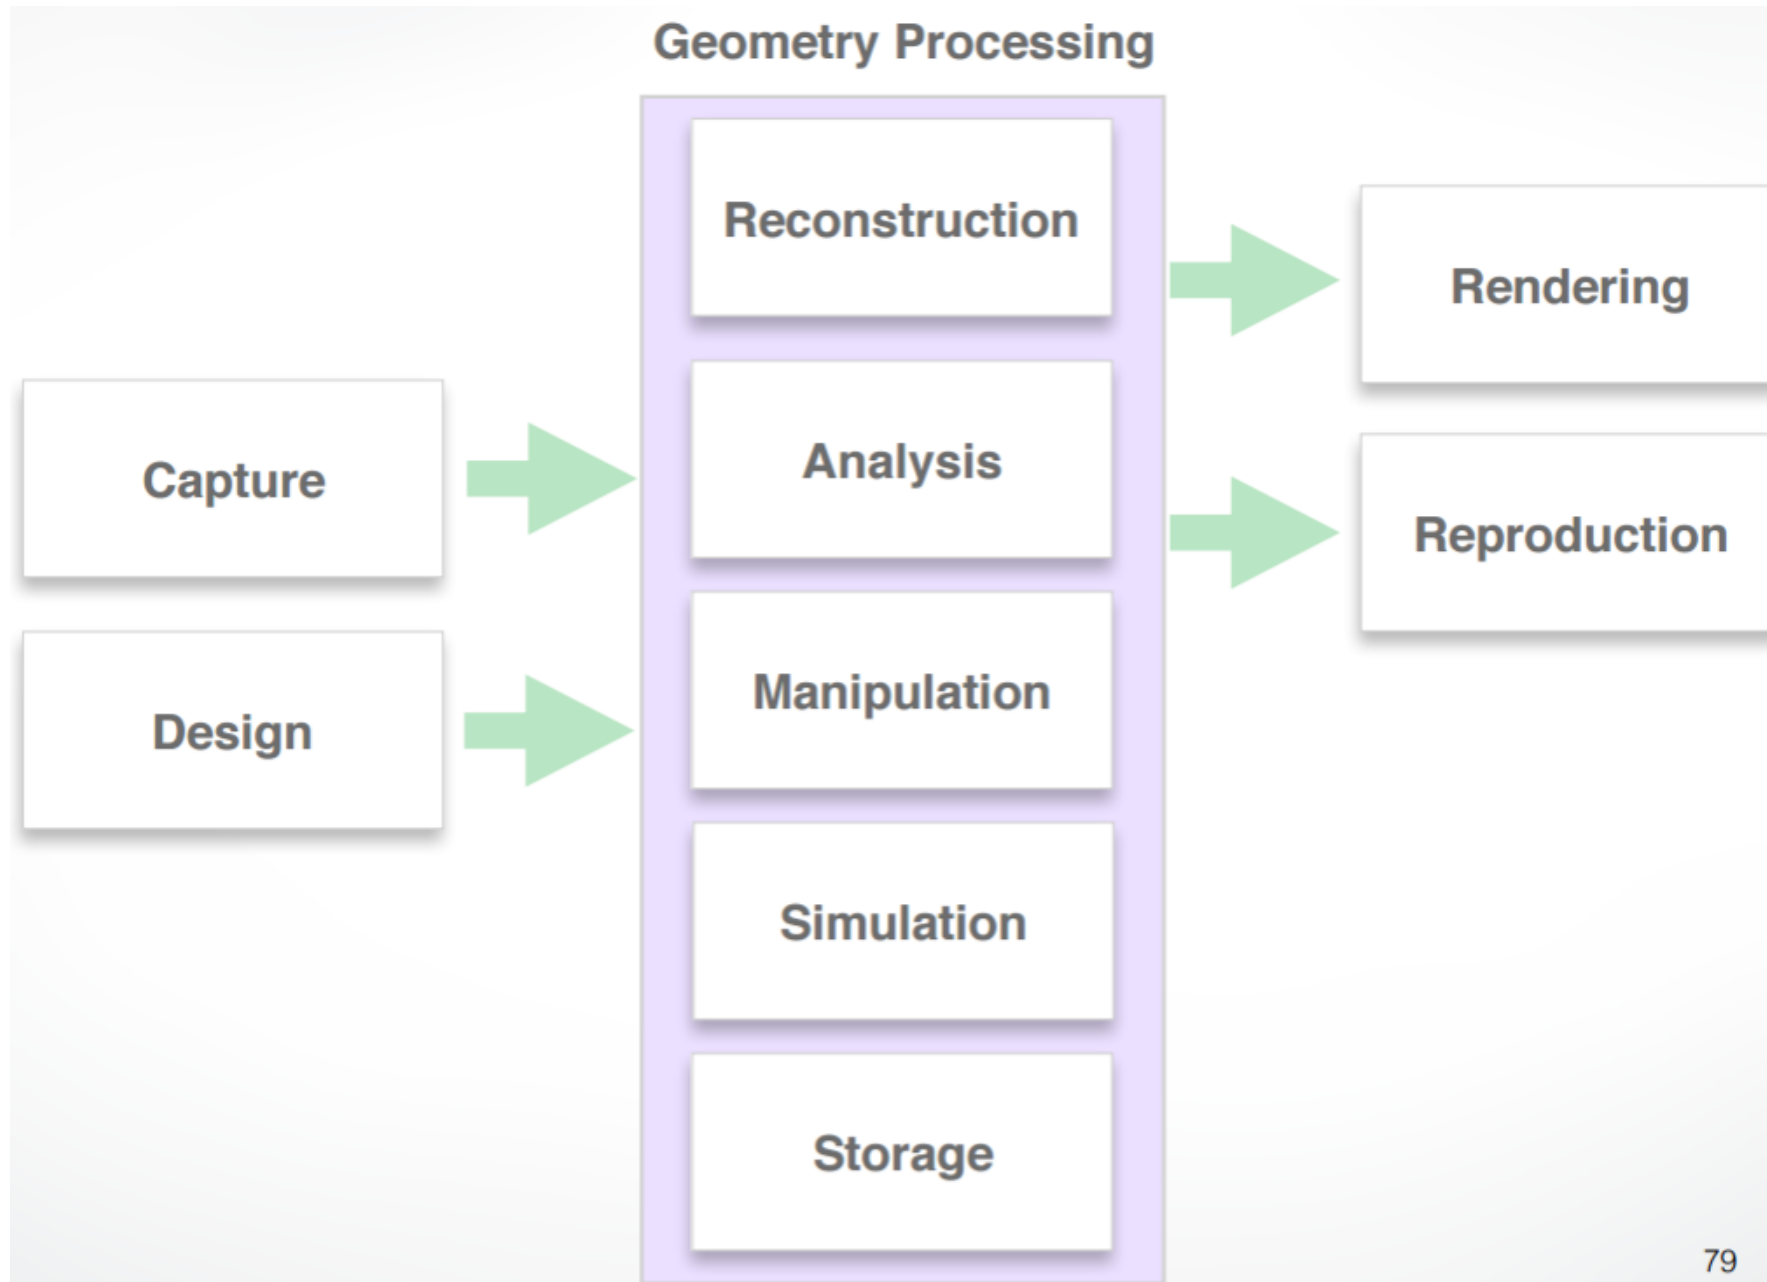 Geometry Processing
Reconstruction
Rendering
Capture
Analysis
Reproduction
Design
Manipulation
Simulation
Storage
79